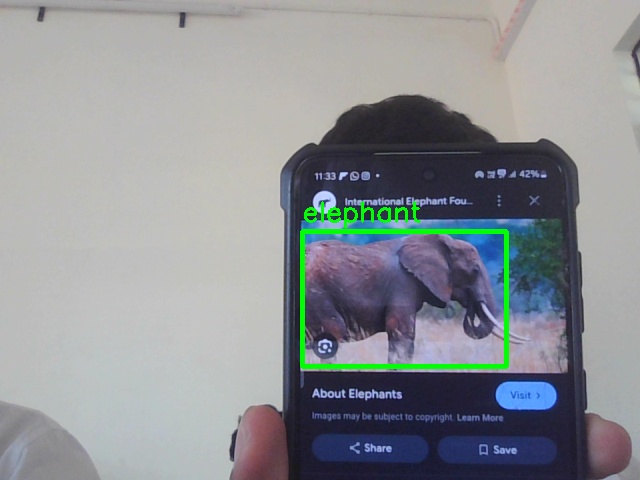 11:33 42%
International Elephant Fou...
elephant
About Elephants
Visit
Images may be subject to copyright. Learn More
Share Save